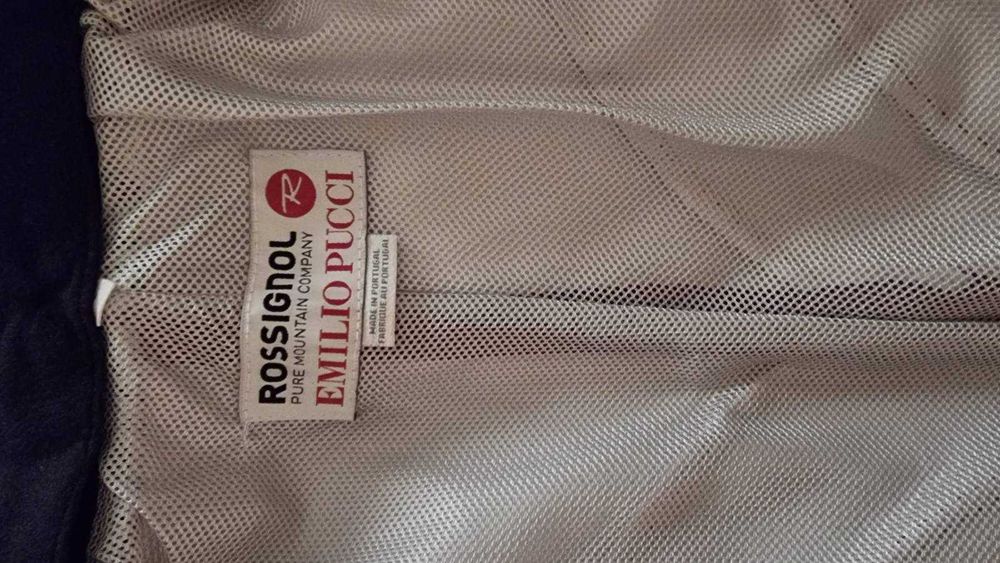 ROSSIGNOL
R
PURE MOUNTAIN COMPANY
EMILIO PUCCI
MADE IN PORTUGAL
FABRIQUE AU PORTUGAL